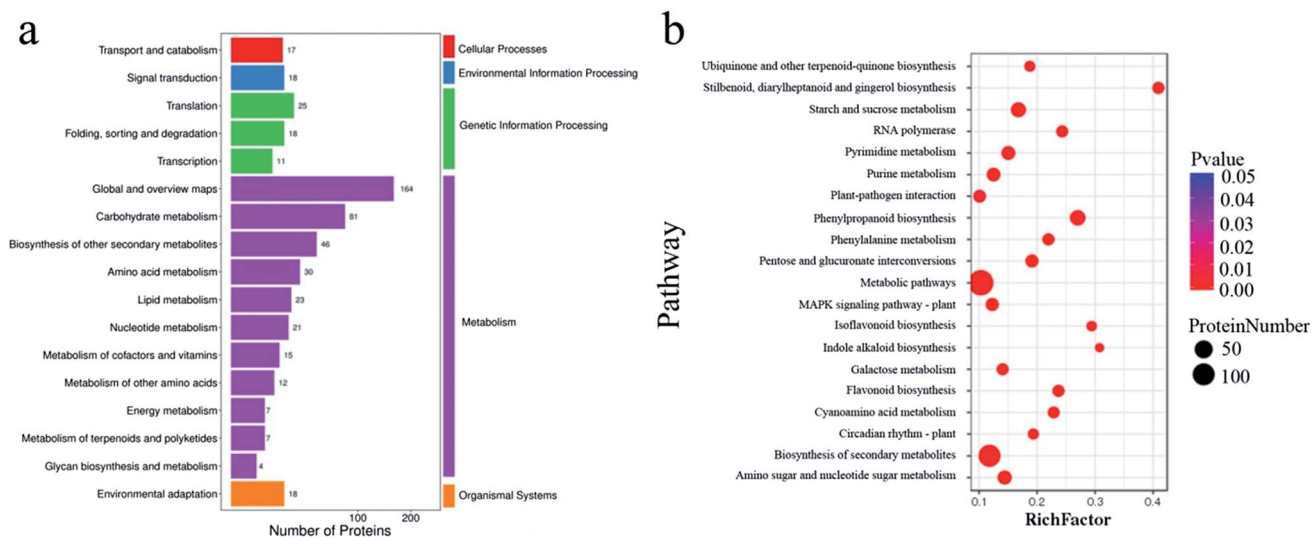 a
Transport and catabolism
17
Signal transduction
18
Translation
25
Folding, sorting and degradation
18
Transcription
11
Global and overview maps
164
Carbohydrate metabolism
81
Biosynthesis of other secondary metabolites
46
Amino acid metabolism
30
Lipid metabolism
23
Nucleotide metabolism
21
Metabolism of cofactors and vitamins
15
Metabolism of other amino acids
12
Energy metabolism
7
Metabolism of terpenoids and polyketides
7
Glycan biosynthesis and metabolism
4
Environmental adaptation
18
100 200
Number of Proteins
Cellular Processes
Environmental Information Processing
Genetic Information Processing
Metabolism
Organismal Systems
b
Pathway
Ubiquinone and other terpenoid-quinone biosynthesis
Stilbenoid, diarylheptanoid and gingerol biosynthesis
Starch and sucrose metabolism
RNA polymerase
Pyrimidine metabolism
Purine metabolism
Plant-pathogen interaction
Phenylpropanoid biosynthesis
Phenylalanine metabolism
Pentose and glucuronate interconversions
Metabolic pathways
MAPK signaling pathway - plant
Isoflavonoid biosynthesis
Indole alkaloid biosynthesis
Galactose metabolism
Flavonoid biosynthesis
Cyanoamino acid metabolism
Circadian rhythm - plant
Biosynthesis of secondary metabolites
Amino sugar and nucleotide sugar metabolism
0.1 0.2 0.3 0.4
RichFactor
Pvalue
0.05
0.04
0.03
0.02
0.01
0.00
ProteinNumber
50
100